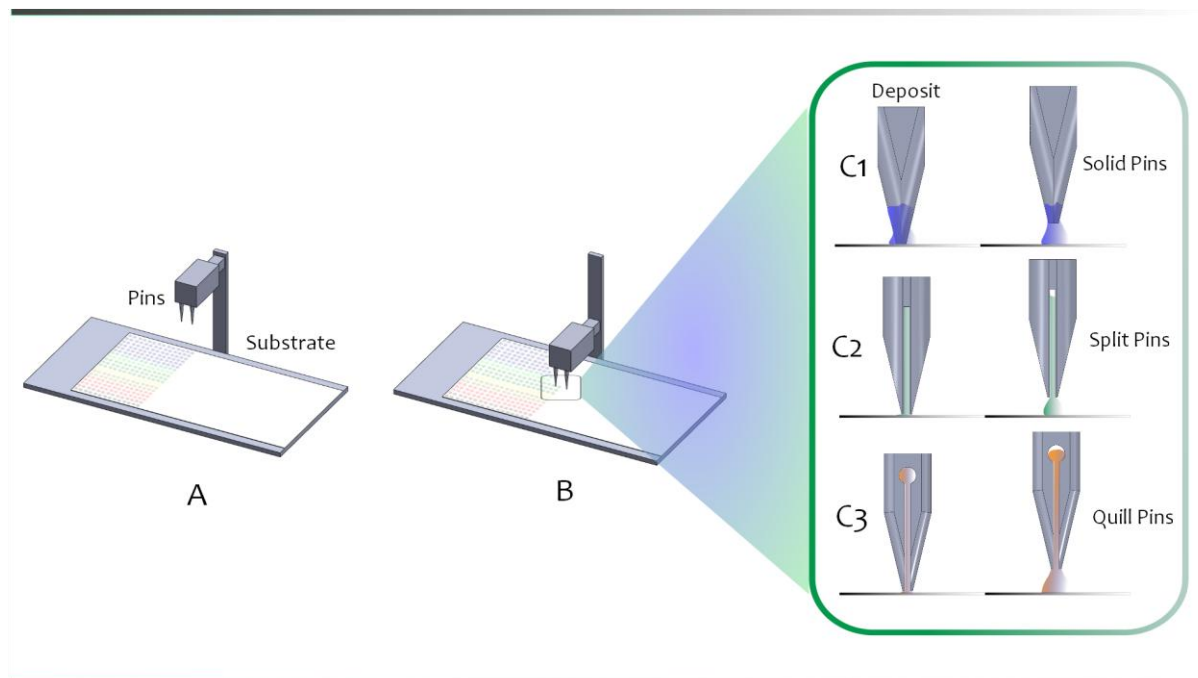 Pins
Substrate
A
B
Deposit
C1
Solid Pins
C2
Split Pins
C3
Quill Pins